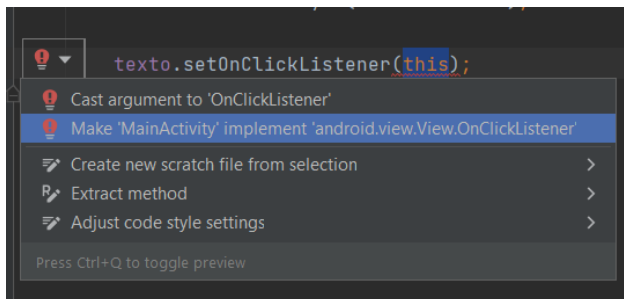 texto.setOnClickListener(this);
Cast argument to 'OnClickListener'
Make 'MainActivity' implement 'android.view.View.OnClickListener'
Create new scratch file from selection
Extract method
Adjust code style settings
Press Ctrl+Q to toggle preview